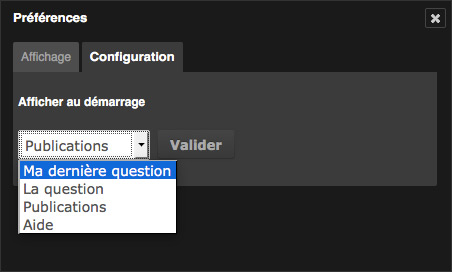 Préférences
Affichage Configuration
Afficher au démarrage
Publications Valider
Ma dernière question
La question
Publications
Aide